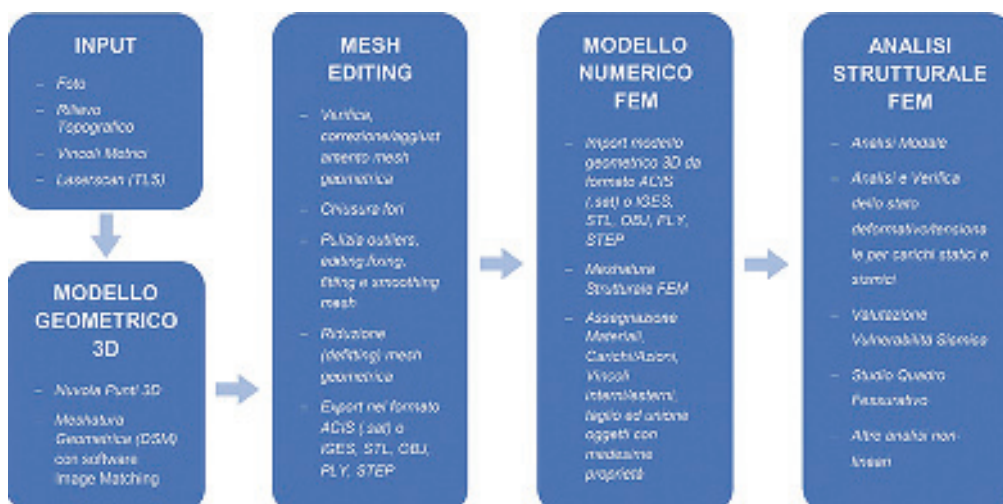 INPUT
– Foto
– Rilievo
Topografico
– Vincoli Metrici
– Laserscan (TLS)
MODELLO
GEOMETRICO
3D
– Nuvola Punti 3D
– Meshatura
Geometrica (DSM)
con software
Image Matching
MESH
EDITING
– Verifica,
correzione/aggiust
amento mesh
geometrica
– Chiusura fori
– Pulizia outliers,
editing,fixing,
fitting e smoothing
mesh
– Riduzione
(defitting) mesh
geometrica
– Export nel formato
ACIS (.sat) o
IGES, STL, OBJ,
PLY, STEP
MODELLO
NUMERICO
FEM
– Import modello
geometrico 3D da
formato ACIS
(.sat) o IGES,
STL, OBJ, PLY,
STEP
– Meshatura
Strutturale FEM
– Assegnazione
Materiali,
Carichi/Azioni,
Vincoli
interni/esterni,
taglio ed unione
oggetti con
medesime
proprietà
ANALISI
STRUTTURALE
FEM
– Analisi Modale
– Analisi e Verifica
dello stato
deformativo/tensiona
le per carichi statici e
sismici
– Valutazione
Vulnerabilità Sismica
– Studio Quadro
Fessurativo
– Altre analisi non-
lineari